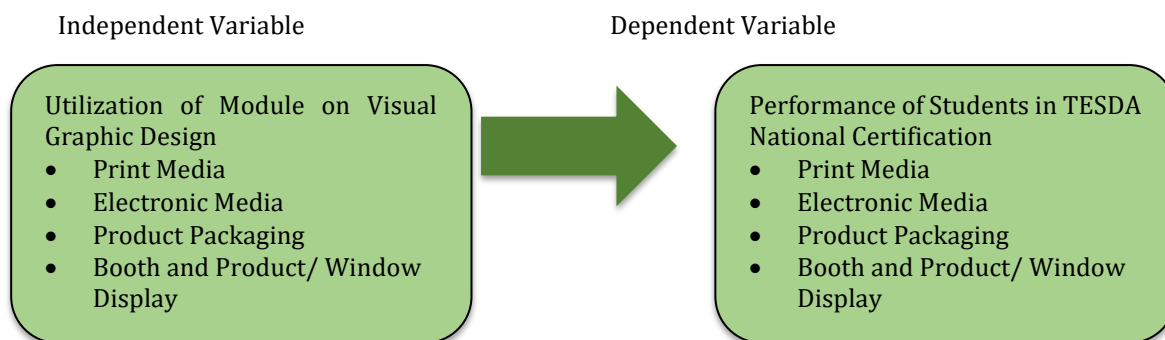 Independent Variable
Dependent Variable
Utilization of Module on Visual
Graphic Design
• Print Media
• Electronic Media
• Product Packaging
• Booth and Product/ Window
Display
Performance of Students in TESDA
National Certification
• Print Media
• Electronic Media
• Product Packaging
• Booth and Product/ Window
Display